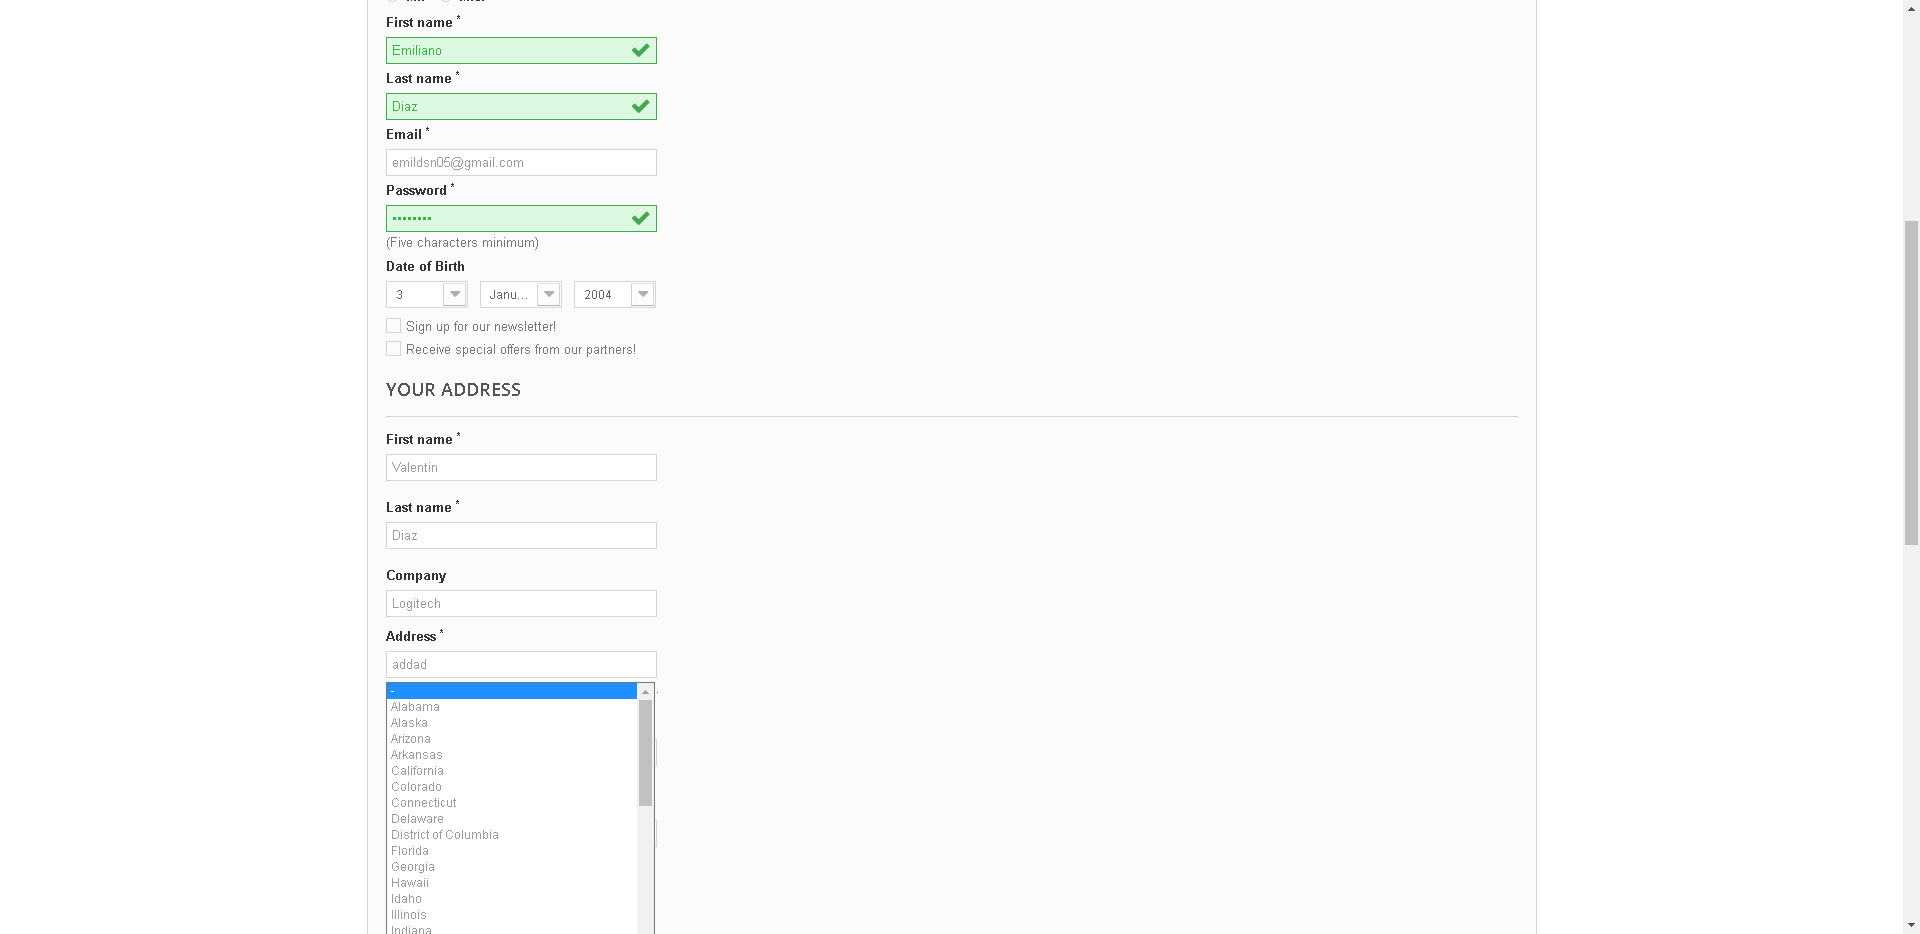 First name *
Emiliano
Last name *
Diaz
Email *
emildsn05@gmail.com
Password *
••••••••
(Five characters minimum)
Date of Birth
3 Janu... 2004
Sign up for our newsletter!
Receive special offers from our partners!
YOUR ADDRESS
First name *
Valentin
Last name *
Diaz
Company
Logitech
Address *
addad
-
Alabama
Alaska
Arizona
Arkansas
California
Colorado
Connecticut
Delaware
District of Columbia
Florida
Georgia
Hawaii
Idaho
Illinois
Indiana